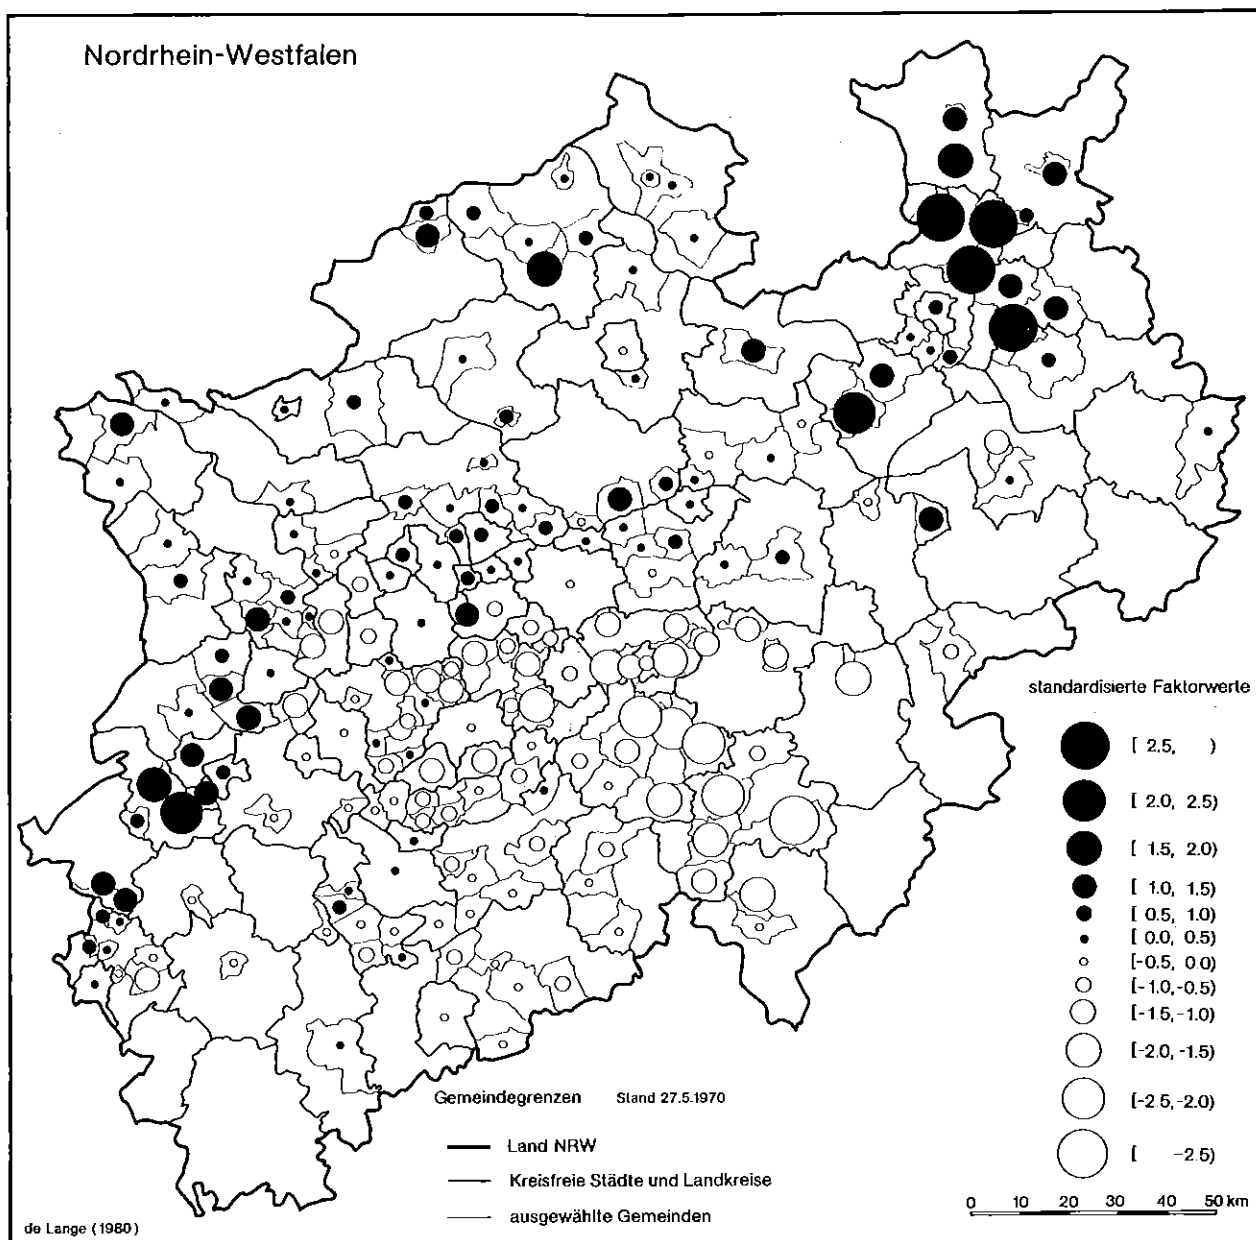 Nordrhein-Westfalen
standardisierte Faktorwerte
[ 2.5, )
[ 2.0, 2.5)
[ 1.5, 2.0)
[ 1.0, 1.5)
[ 0.5, 1.0)
[ 0.0, 0.5)
[-0.5, 0.0)
[-1.0,-0.5)
[-1.5,-1.0)
[-2.0, -1.5)
[-2.5,-2.0)
[ -2.5)
Gemeindegrenzen Stand 27.5.1970
Land NRW
Kreisfreie Städte und Landkreise
ausgewählte Gemeinden
0 10 20 30 40 50 km
de Lange (1980)